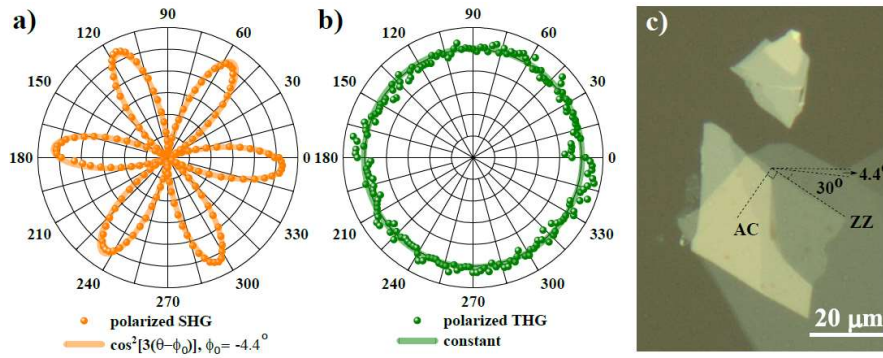 a)
90
120
60
150
30
180
0
210
330
240
300
270
polarized SHG
cos²[3(θ−ϕ₀)], ϕ₀= -4.4°
b)
90
120
60
150
30
180
0
210
330
240
300
270
polarized THG
constant
c)
4.4°
30°
AC
ZZ
20 μm